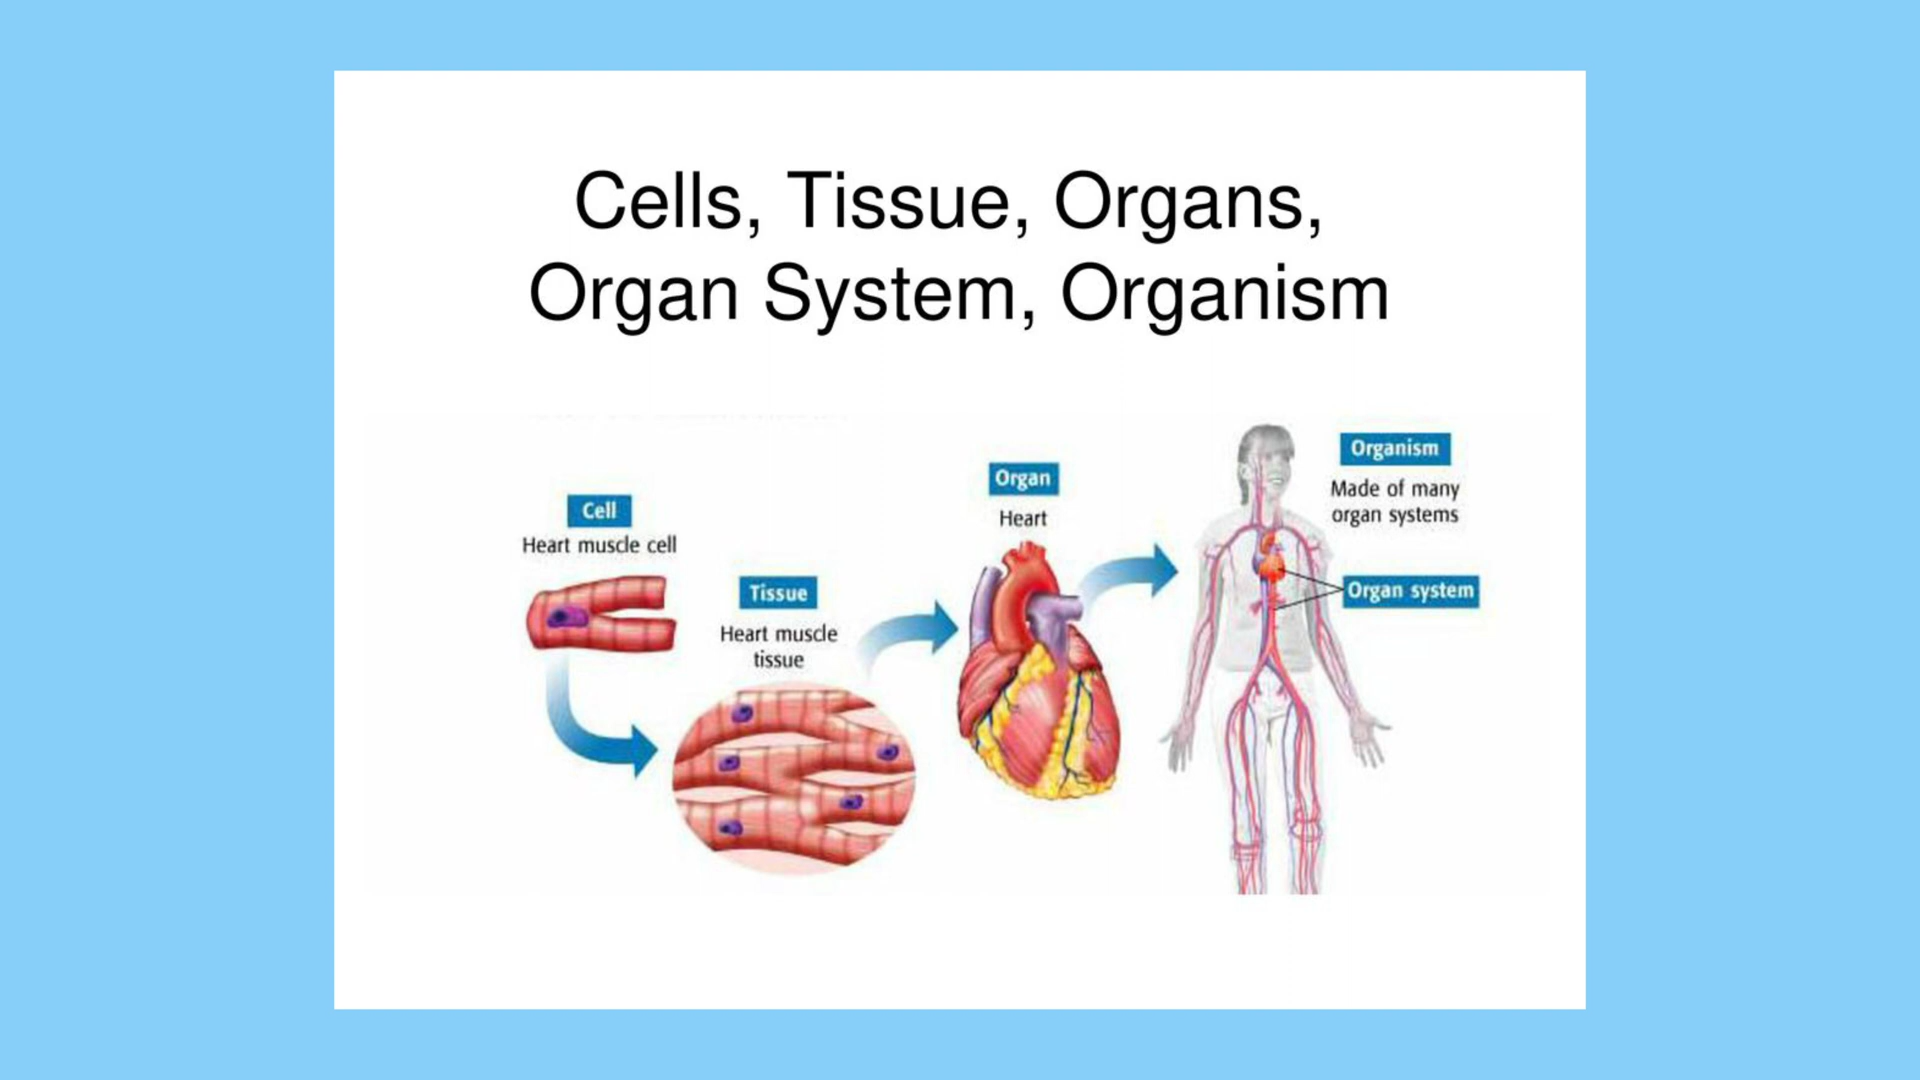 Cells, Tissue, Organs,
Organ System, Organism
Cell
Heart muscle cell
Tissue
Heart muscle
tissue
Organ
Heart
Organism
Made of many
organ systems
Organ system